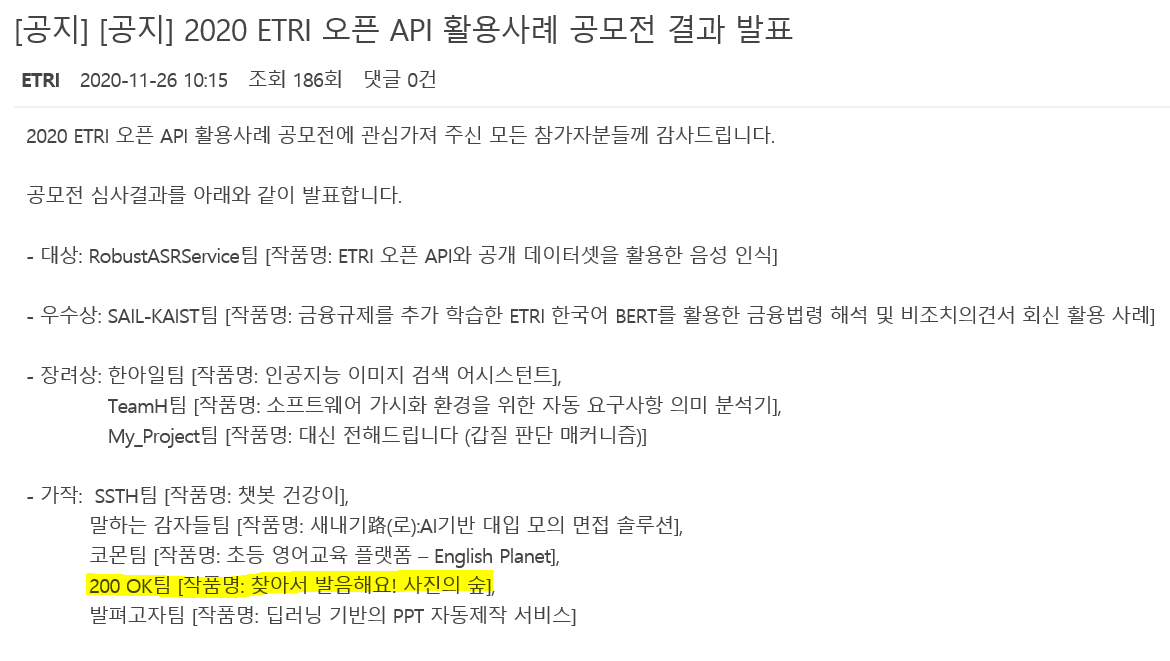 [공지] [공지] 2020 ETRI 오픈 API 활용사례 공모전 결과 발표
ETRI 2020-11-26 10:15 조회 186회 댓글 0건
2020 ETRI 오픈 API 활용사례 공모전에 관심가져 주신 모든 참가자분들께 감사드립니다.
공모전 심사결과를 아래와 같이 발표합니다.
- 대상: RobustASRService팀 [작품명: ETRI 오픈 API와 공개 데이터셋을 활용한 음성 인식]
- 우수상: SAIL-KAIST팀 [작품명: 금융규제를 추가 학습한 ETRI 한국어 BERT를 활용한 금융법령 해석 및 비조치의견서 회신 활용 사례]
- 장려상: 한아일팀 [작품명: 인공지능 이미지 검색 어시스턴트],
TeamH팀 [작품명: 소프트웨어 가시화 환경을 위한 자동 요구사항 의미 분석기],
My_Project팀 [작품명: 대신 전해드립니다 (갑질 판단 매커니즘)]
- 가작: SSTH팀 [작품명: 챗봇 건강이],
말하는 감자들팀 [작품명: 새내기路(로):AI기반 대입 모의 면접 솔루션],
코몬팀 [작품명: 초등 영어교육 플랫폼 – English Planet],
200 OK팀 [작품명: 찾아서 발음해요! 사진의 숲],
발펴고자팀 [작품명: 딥러닝 기반의 PPT 자동제작 서비스]